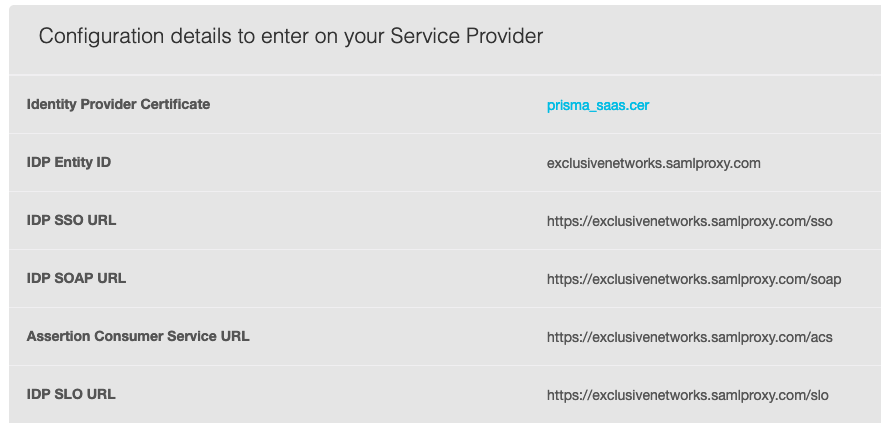 Configuration details to enter on your Service Provider
Identity Provider Certificate prisma_saas.cer
IDP Entity ID exclusivenetworks.samlproxy.com
IDP SSO URL https://exclusivenetworks.samlproxy.com/sso
IDP SOAP URL https://exclusivenetworks.samlproxy.com/soap
Assertion Consumer Service URL https://exclusivenetworks.samlproxy.com/acs
IDP SLO URL https://exclusivenetworks.samlproxy.com/slo